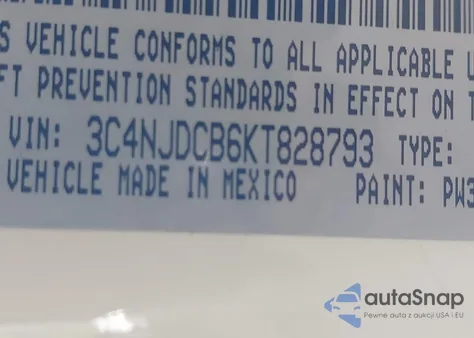 S VEHICLE CONFORMS TO ALL APPLICABLE
FT PREVENTION STANDARDS IN EFFECT ON T
VIN: 3C4NJDCB6KT828793 TYPE:
VEHICLE MADE IN MEXICO PAINT: PW3
autaSnap
Pewne auta z aukcji USA i EU